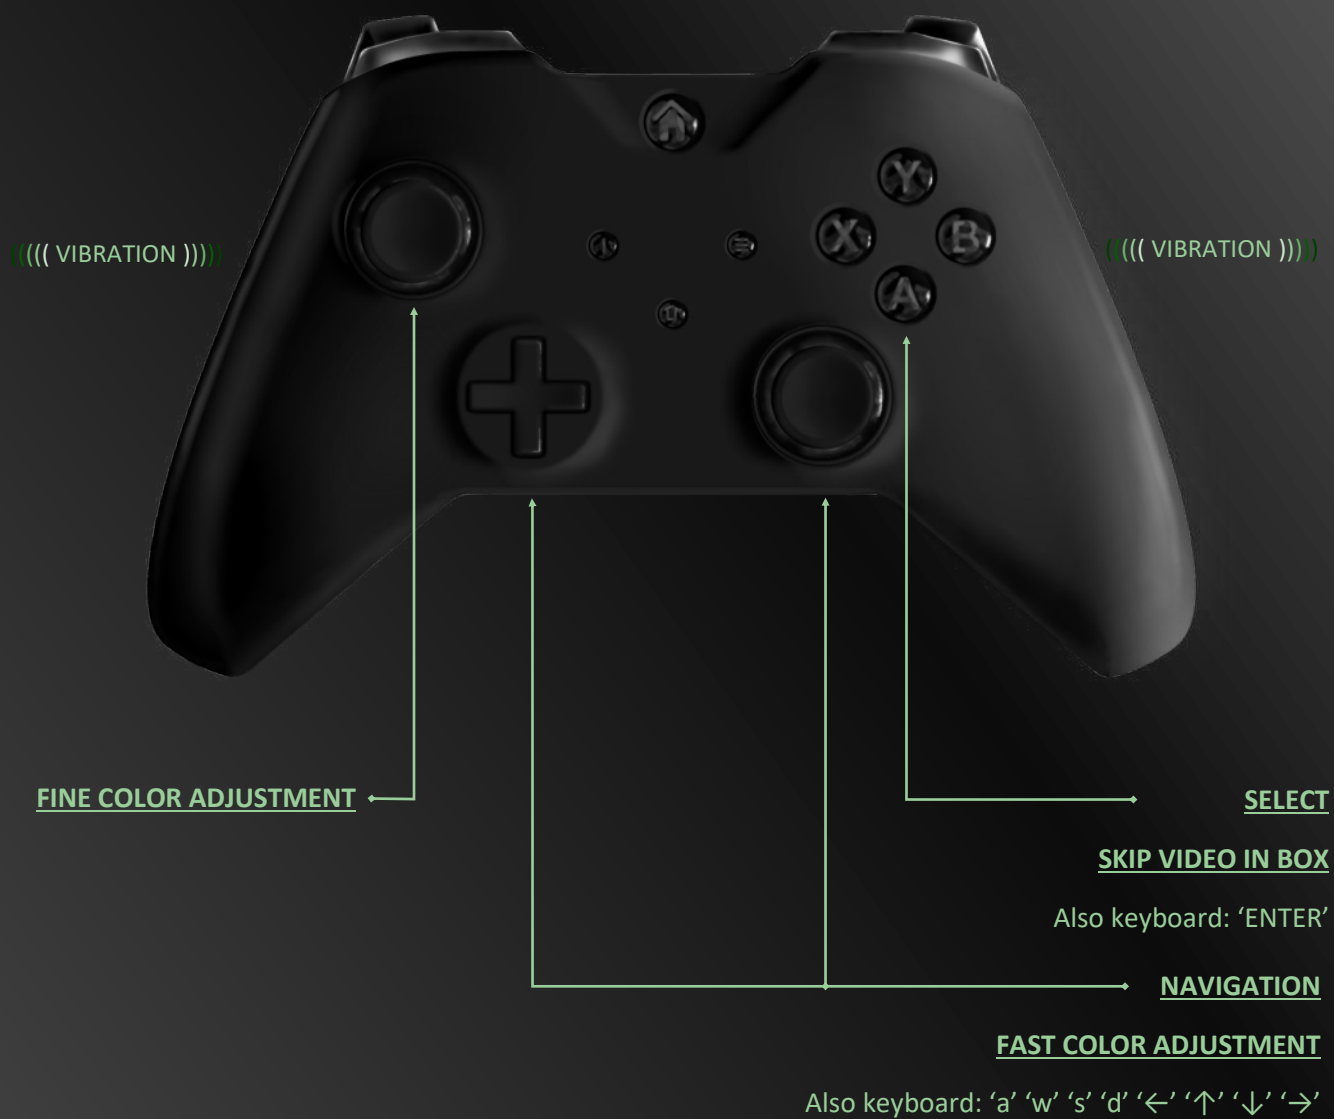 Y
X
B
A
((((( VIBRATION )))))
((((( VIBRATION )))))
FINE COLOR ADJUSTMENT
SELECT
SKIP VIDEO IN BOX
Also keyboard: ‘ENTER’
NAVIGATION
FAST COLOR ADJUSTMENT
Also keyboard: ‘a’ ‘w’ ‘s’ ‘d’ ‘←’ ‘↑’ ‘↓’ ‘→’